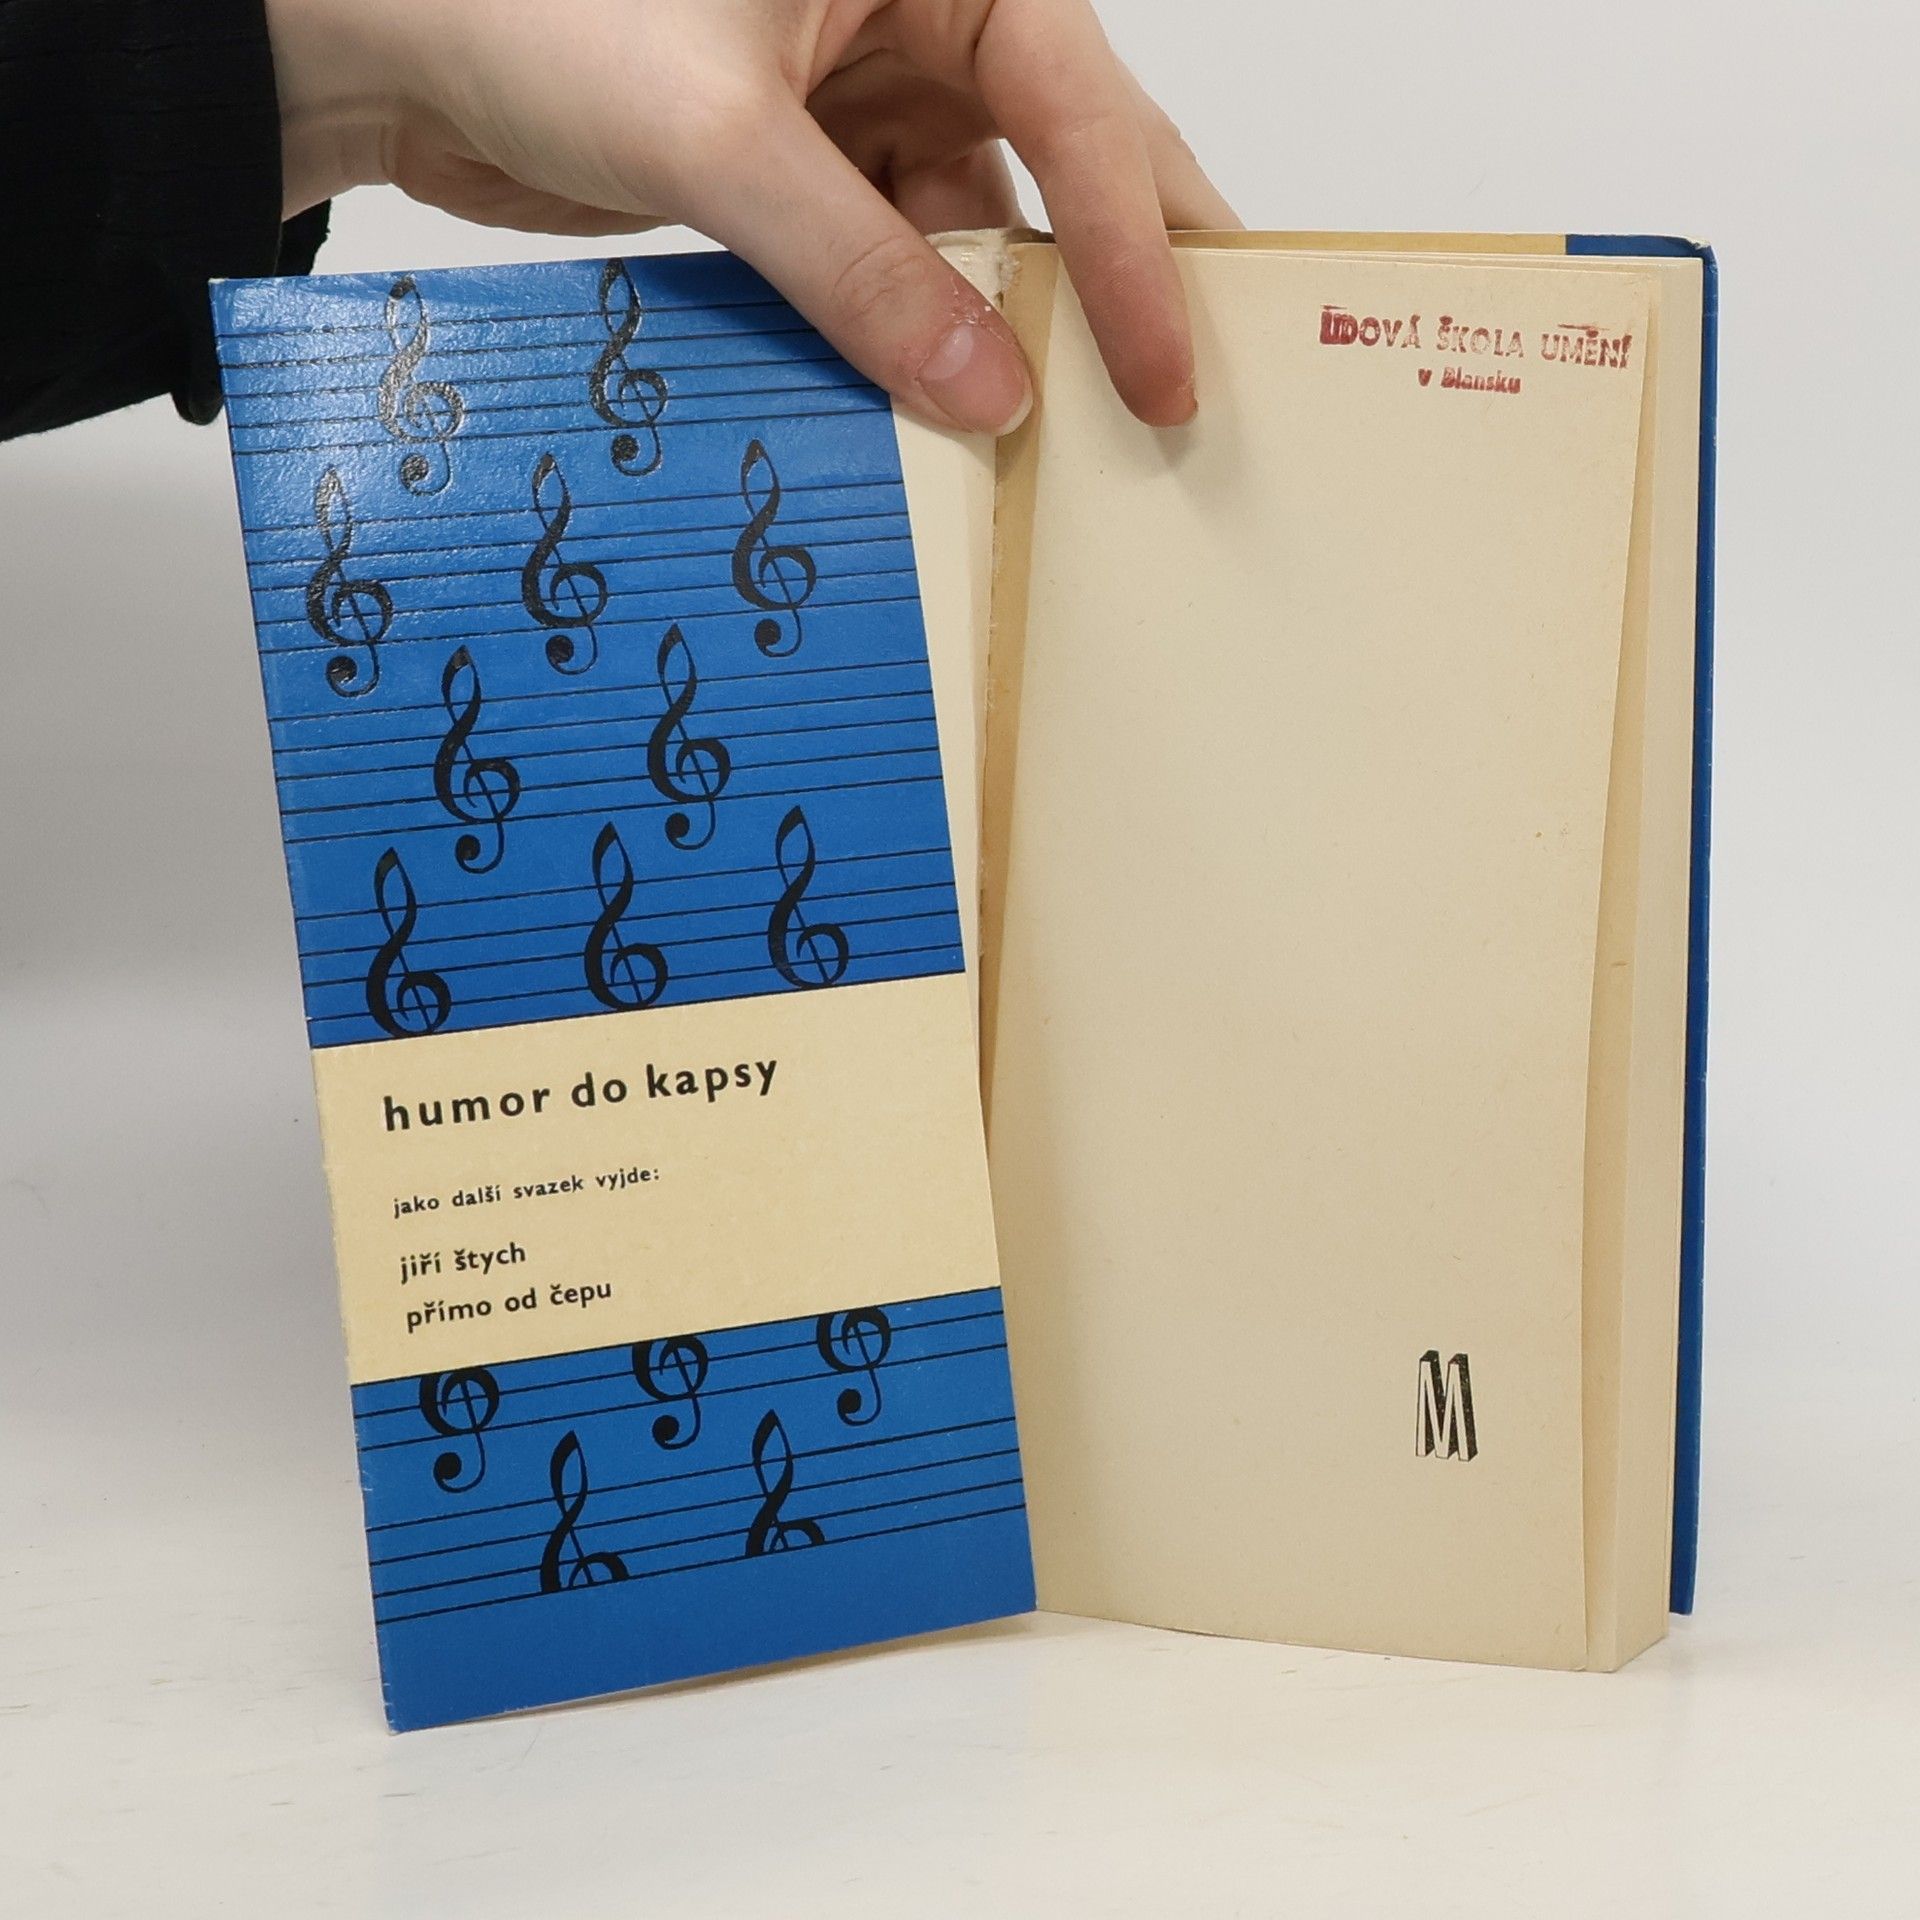 humor do kapsy
jako další svazek vyjde:
jiří štych
přímo od čepu
LIDOVÁ ŠKOLA UMĚNÍ
v Blansku
M